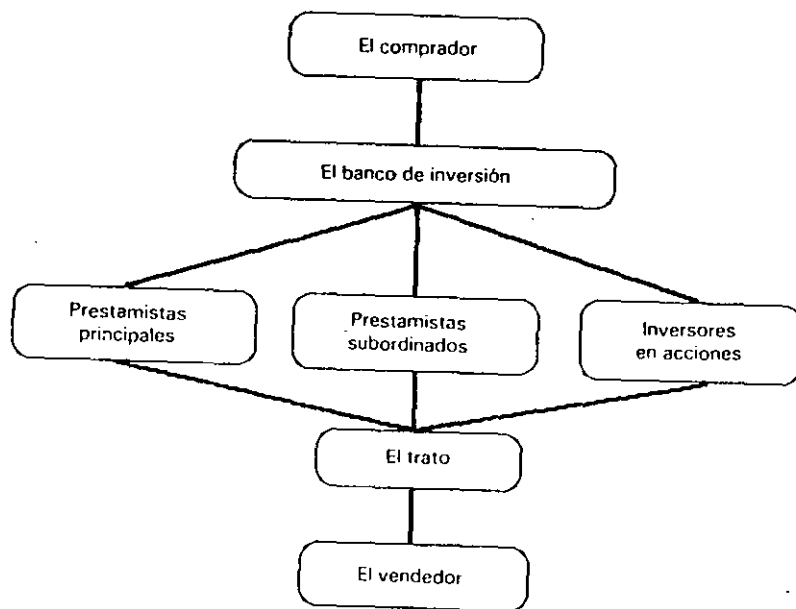 El comprador
El banco de inversión
Prestamistas
principales
Prestamistas
subordinados
Inversores
en acciones
El trato
El vendedor